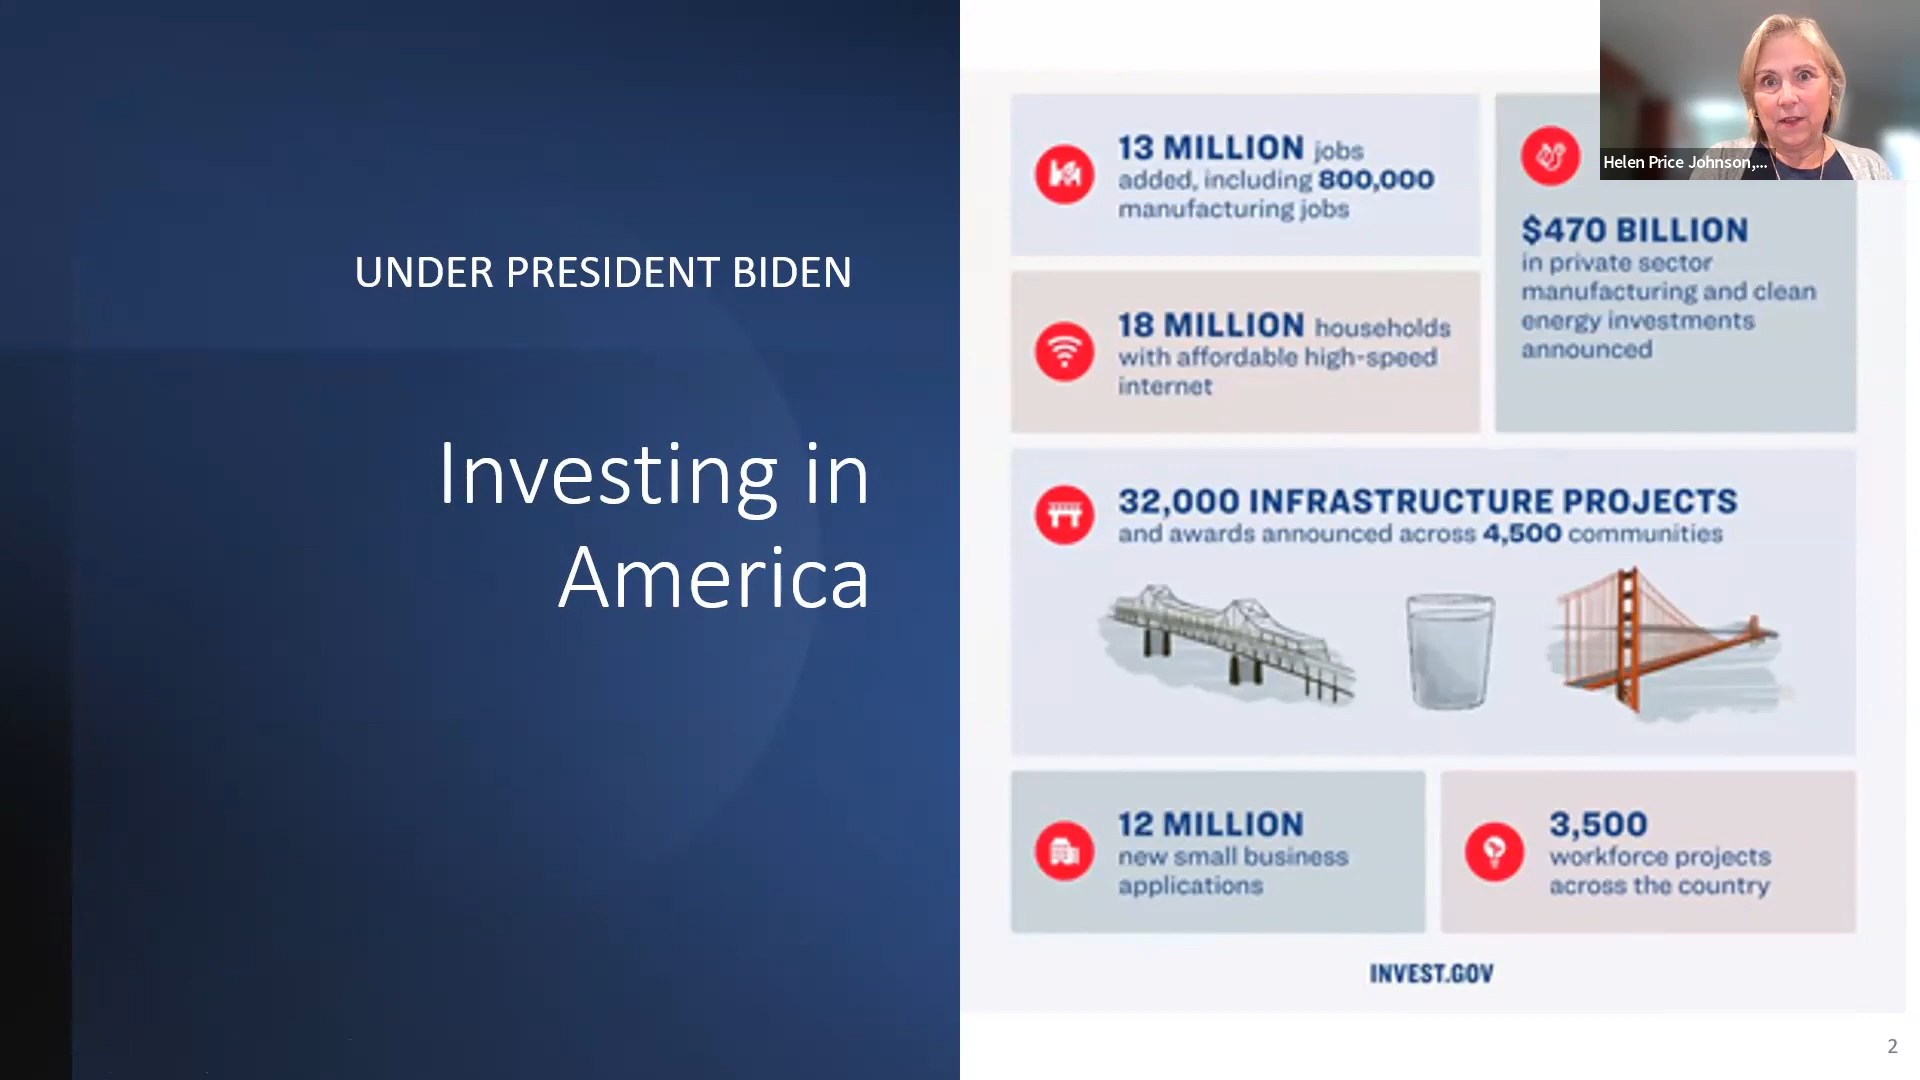 UNDER PRESIDENT BIDEN
Investing in
America
13 MILLION jobs
added, including 800,000
manufacturing jobs
18 MILLION households
with affordable high-speed
internet
$470 BILLION
in private sector
manufacturing and clean
energy investments
announced
Helen Price Johnson,...
32,000 INFRASTRUCTURE PROJECTS
and awards announced across 4,500 communities
12 MILLION
new small business
applications
3,500
workforce projects
across the country
INVEST.GOV
2